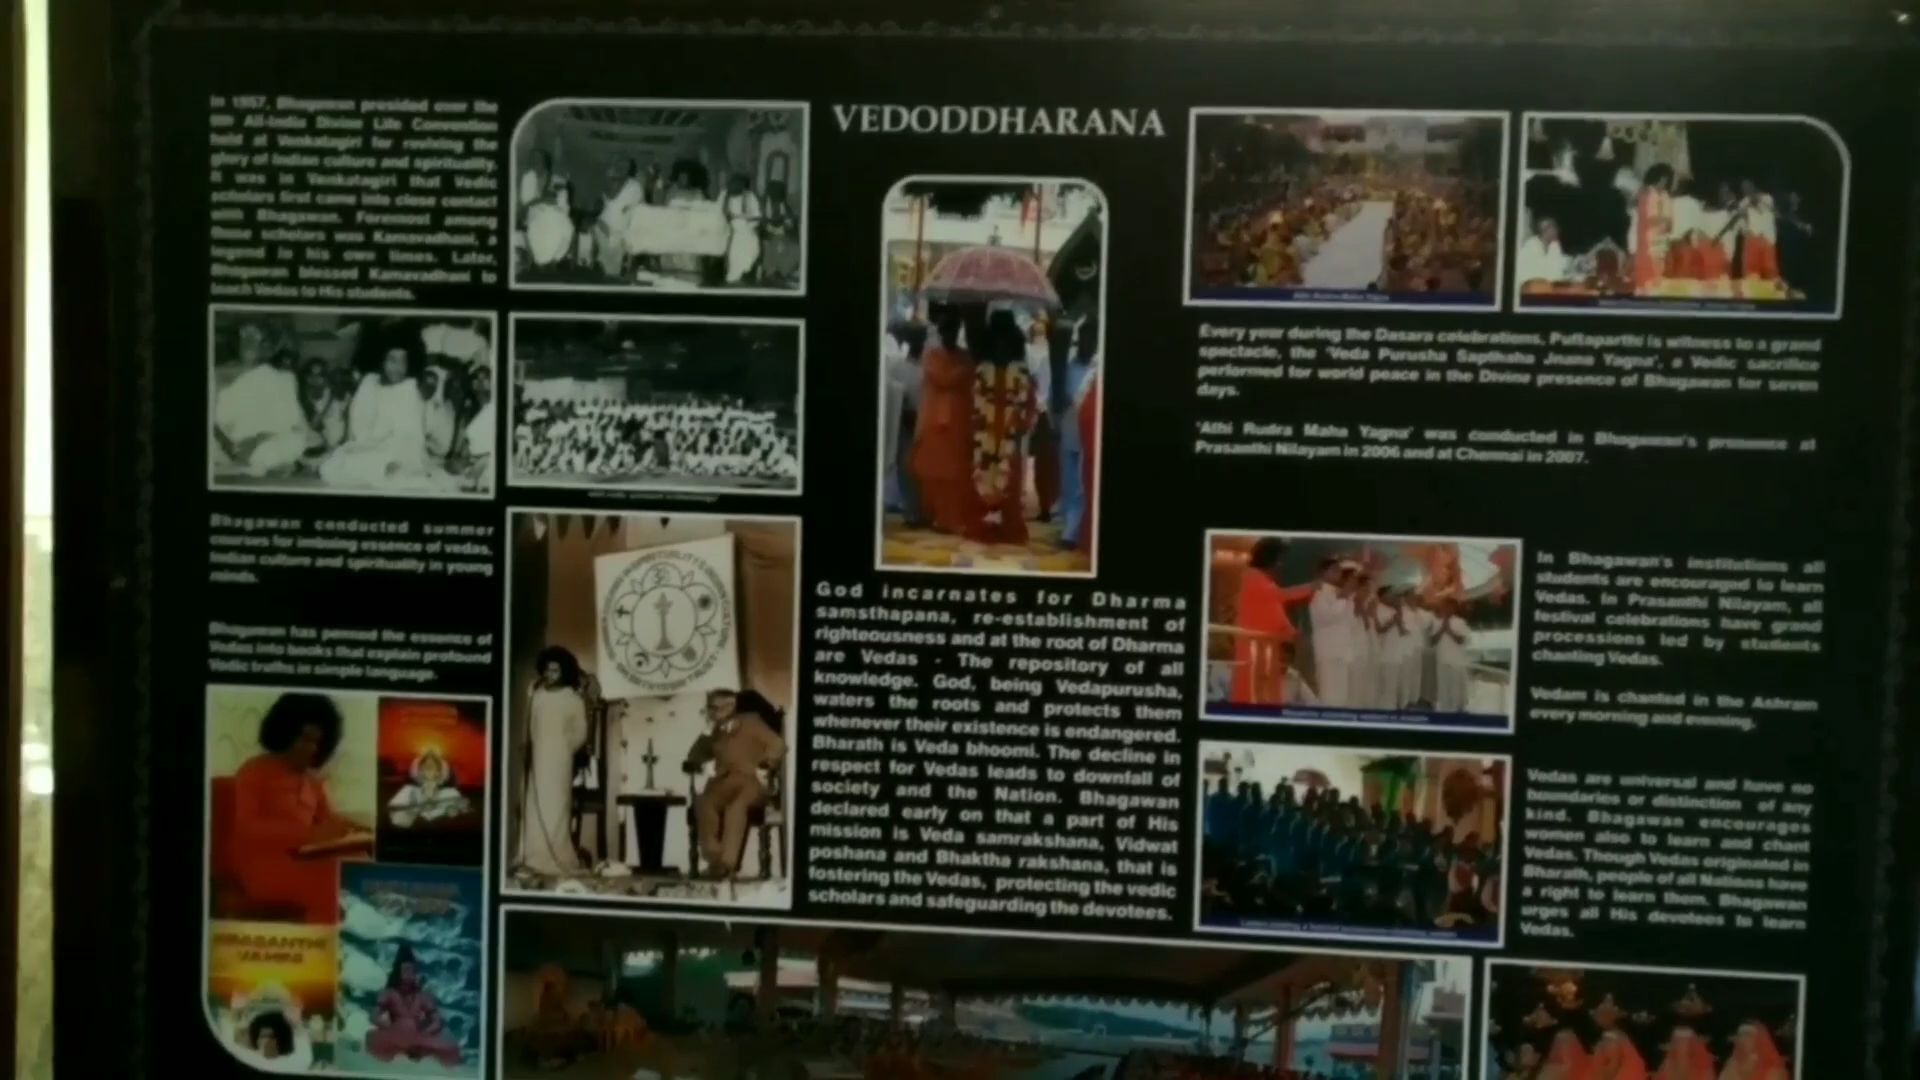 VEDODDHARANA
In 1957, Bhagawan presided over the
9th All-India Divine Life Convention
held at Venkatagiri for reviving the
glory of Indian culture and spirituality.
It was in Venkatagiri that Vedic
scholars first came into close contact
with Bhagawan. Foremost among
those scholars was Kamavadhani, a
legend in his own times. Later,
Bhagawan blessed Kamavadhani to
teach Vedas to His students.
Bhagawan conducted summer
courses for imbuing essence of vedas,
Indian culture and spirituality in young
minds.
Bhagawan has penned the essence of
Vedas into books that explain profound
Vedic truths in simple language.
PRASANTHI
VAHINI
God incarnates for Dharma
samsthapana, re-establishment of
righteousness and at the root of Dharma
are Vedas - The repository of all
knowledge. God, being Vedapurusha,
waters the roots and protects them
whenever their existence is endangered.
Bharath is Veda bhoomi. The decline in
respect for Vedas leads to downfall of
society and the Nation. Bhagawan
declared early on that a part of His
mission is Veda samrakshana, Vidwat
poshana and Bhaktha rakshana, that is
fostering the Vedas, protecting the vedic
scholars and safeguarding the devotees.
Every year during the Dasara celebrations, Puttaparthi is witness to a grand
spectacle, the 'Veda Purusha Sapthaha Jnana Yagna', a Vedic sacrifice
performed for world peace in the Divine presence of Bhagawan for seven
days.
'Athi Rudra Maha Yagna' was conducted in Bhagawan's presence at
Prasanthi Nilayam in 2006 and at Chennai in 2007.
In Bhagawan's institutions all
students are encouraged to learn
Vedas. In Prasanthi Nilayam, all
festival celebrations have grand
processions led by students
chanting Vedas.
Vedam is chanted in the Ashram
every morning and evening.
Vedas are universal and have no
boundaries or distinction of any
kind. Bhagawan encourages
women also to learn and chant
Vedas. Though Vedas originated in
Bharath, people of all Nations have
a right to learn them. Bhagawan
urges all His devotees to learn
Vedas.